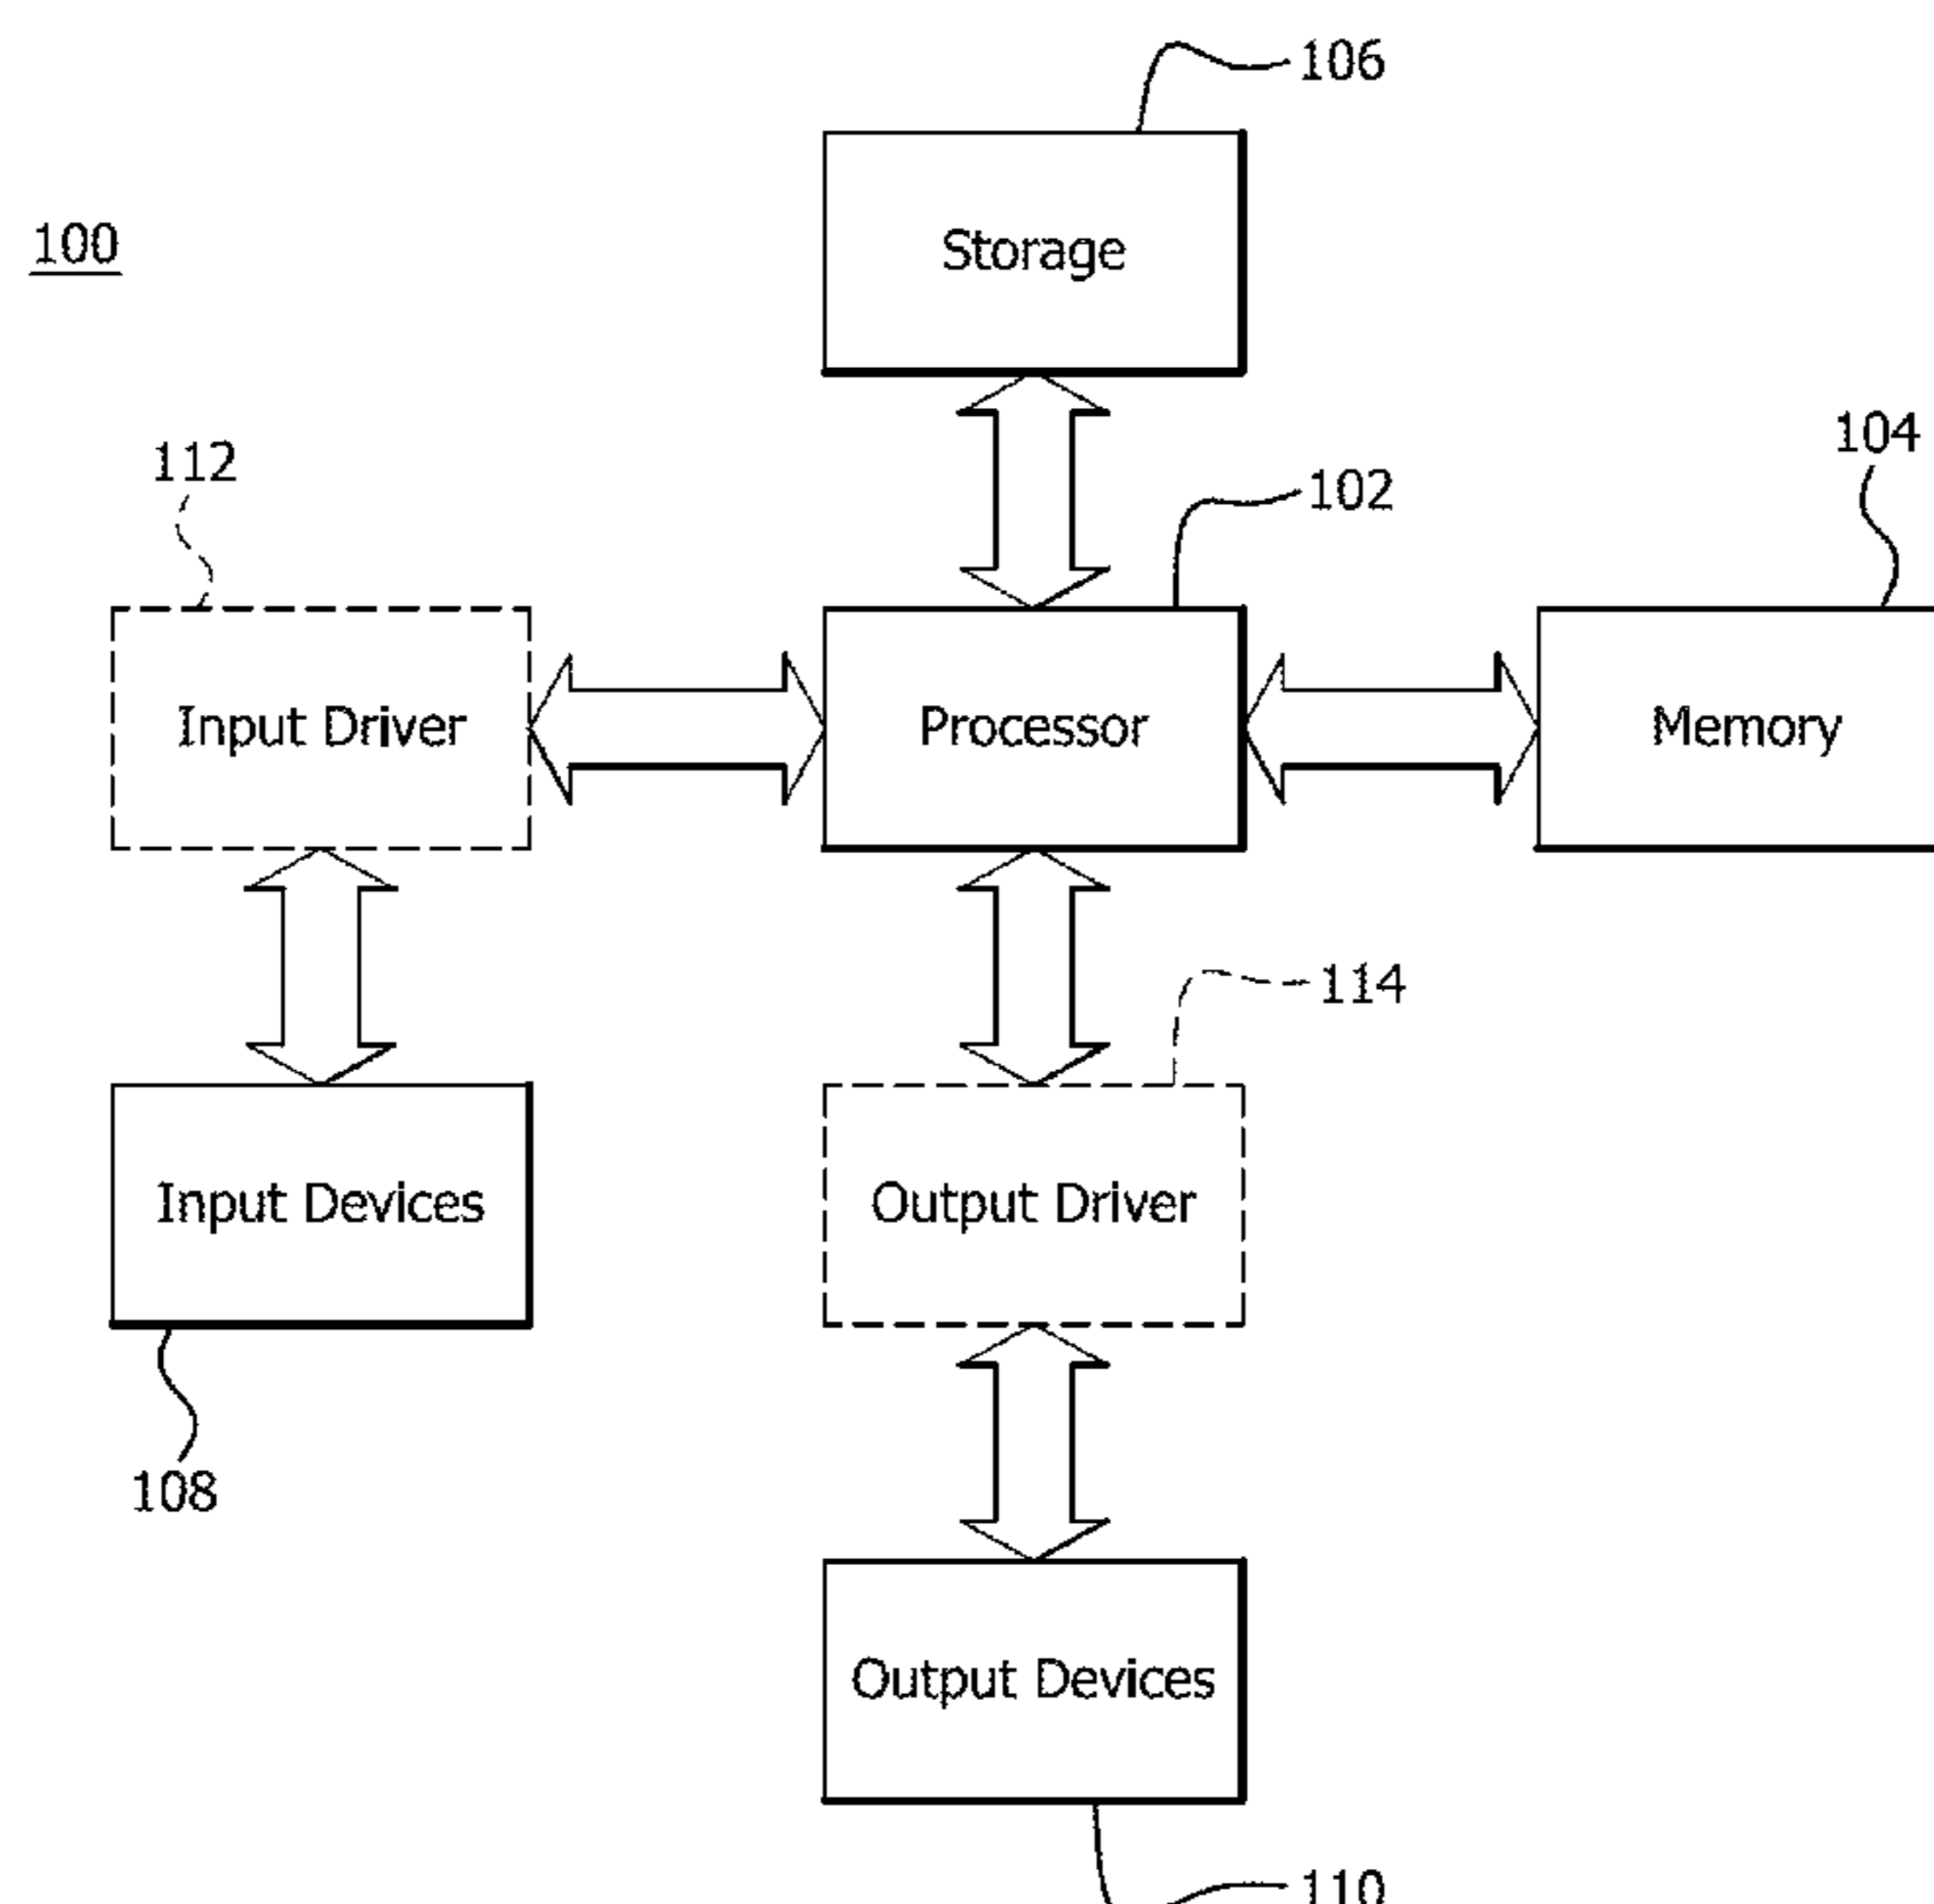 106
100
Storage
104
112
102
Input Driver
Processor
Memory
114
Input Devices
Output Driver
108
Output Devices
110